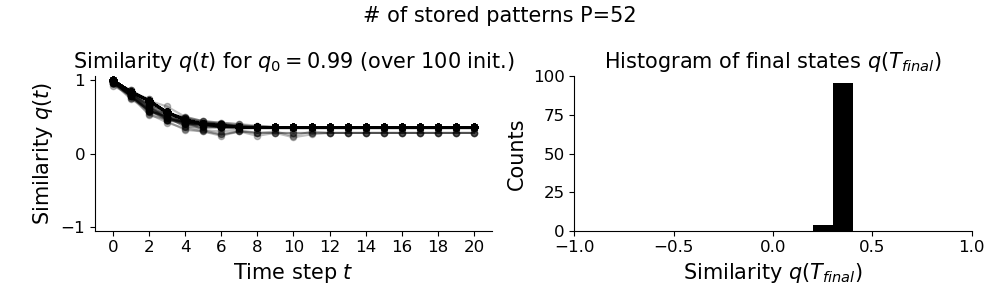 # of stored patterns P=52
Similarity q(t) for q₀ = 0.99 (over 100 init.)
1
0
−1
Similarity q(t)
0 2 4 6 8 10 12 14 16 18 20
Time step t
Histogram of final states q(T_final)
100
75
50
25
0
Counts
−1.0 −0.5 0.0 0.5 1.0
Similarity q(T_final)